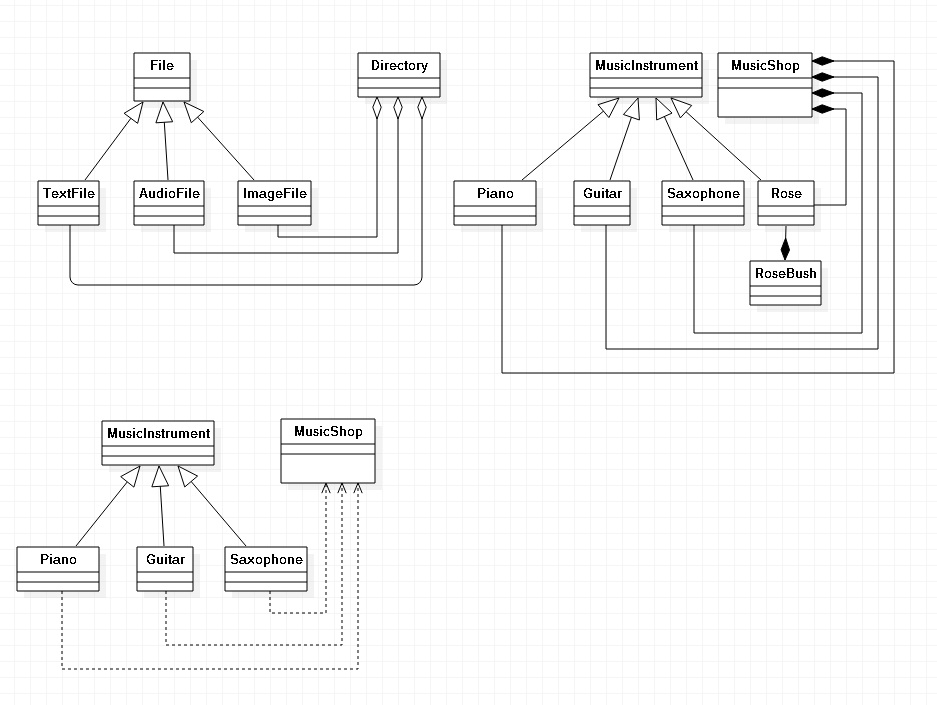 File
Directory
TextFile
AudioFile
ImageFile
MusicInstrument
MusicShop
Piano
Guitar
Saxophone
Rose
RoseBush
MusicInstrument
MusicShop
Piano
Guitar
Saxophone